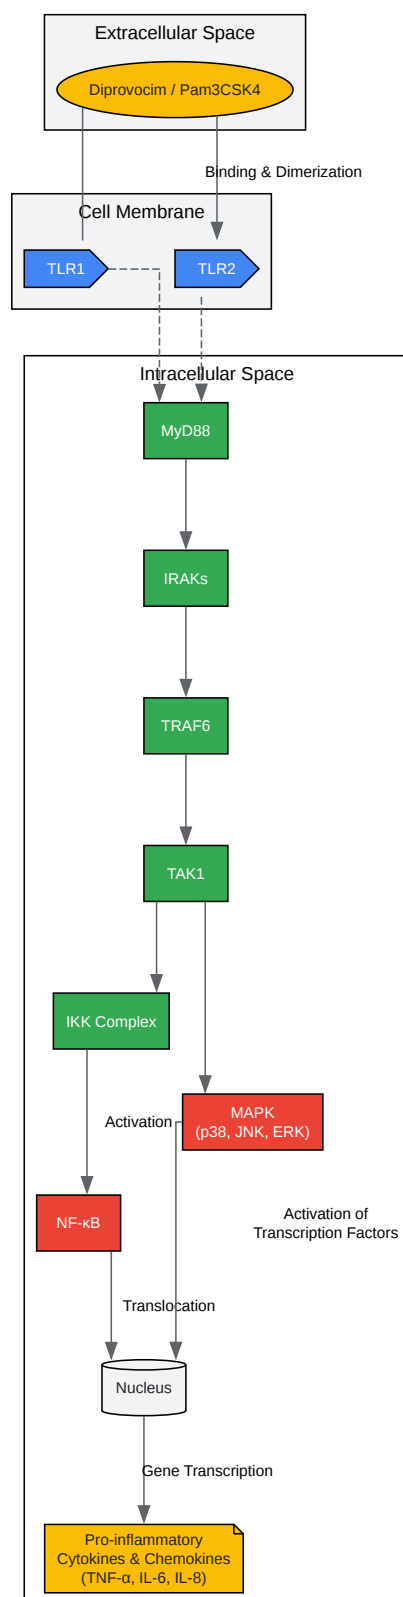 Extracellular Space
Diprovocim / Pam3CSK4
Binding & Dimerization
Cell Membrane
TLR1
TLR2
Intracellular Space
MyD88
IRAKs
TRAF6
TAK1
IKK Complex
MAPK
(p38, JNK, ERK)
Activation
NF-κB
Activation of
Transcription Factors
Translocation
Nucleus
Gene Transcription
Pro-inflammatory
Cytokines & Chemokines
(TNF-α, IL-6, IL-8)